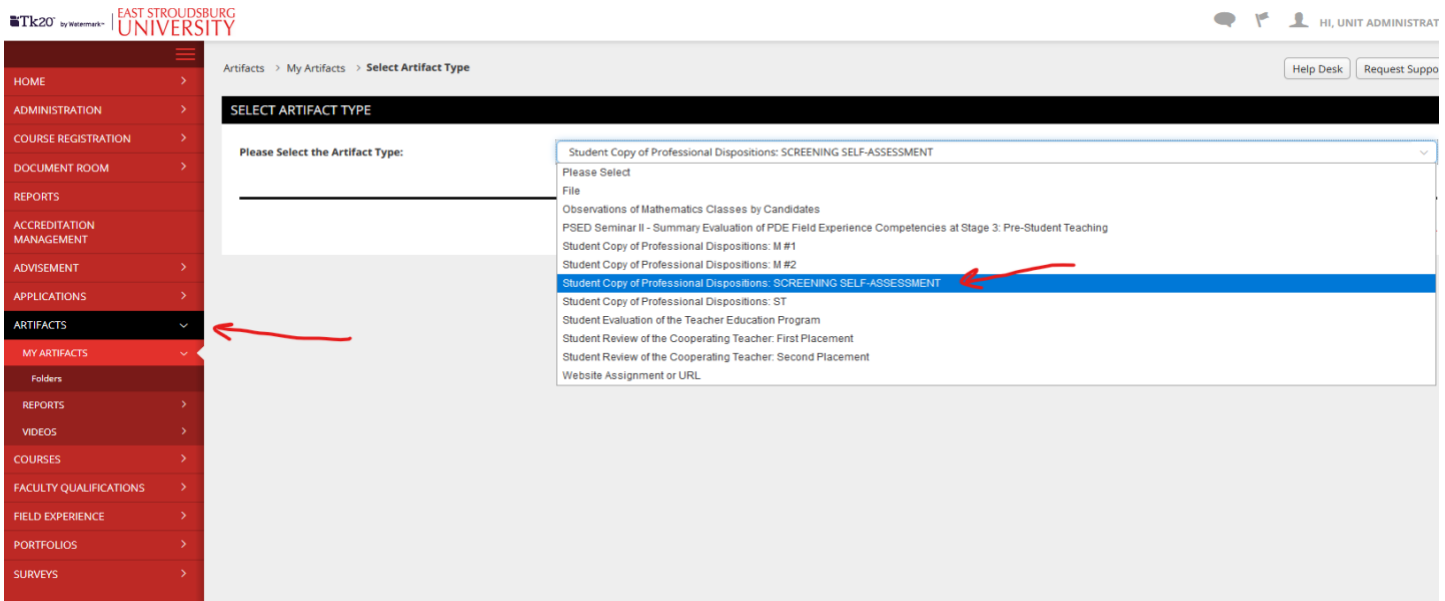 Tk20 by Watermark™
EAST STROUDSBURG
UNIVERSITY
HI, UNIT ADMINISTRAT
Artifacts > My Artifacts > Select Artifact Type
Help Desk
Request Suppo
HOME
ADMINISTRATION
COURSE REGISTRATION
DOCUMENT ROOM
REPORTS
ACCREDITATION
MANAGEMENT
ADVISEMENT
APPLICATIONS
ARTIFACTS
MY ARTIFACTS
Folders
REPORTS
VIDEOS
COURSES
FACULTY QUALIFICATIONS
FIELD EXPERIENCE
PORTFOLIOS
SURVEYS
SELECT ARTIFACT TYPE
Please Select the Artifact Type:
Student Copy of Professional Dispositions: SCREENING SELF-ASSESSMENT
Please Select
File
Observations of Mathematics Classes by Candidates
PSED Seminar II - Summary Evaluation of PDE Field Experience Competencies at Stage 3: Pre-Student Teaching
Student Copy of Professional Dispositions: M #1
Student Copy of Professional Dispositions: M #2
Student Copy of Professional Dispositions: SCREENING SELF-ASSESSMENT
Student Copy of Professional Dispositions: ST
Student Evaluation of the Teacher Education Program
Student Review of the Cooperating Teacher: First Placement
Student Review of the Cooperating Teacher: Second Placement
Website Assignment or URL